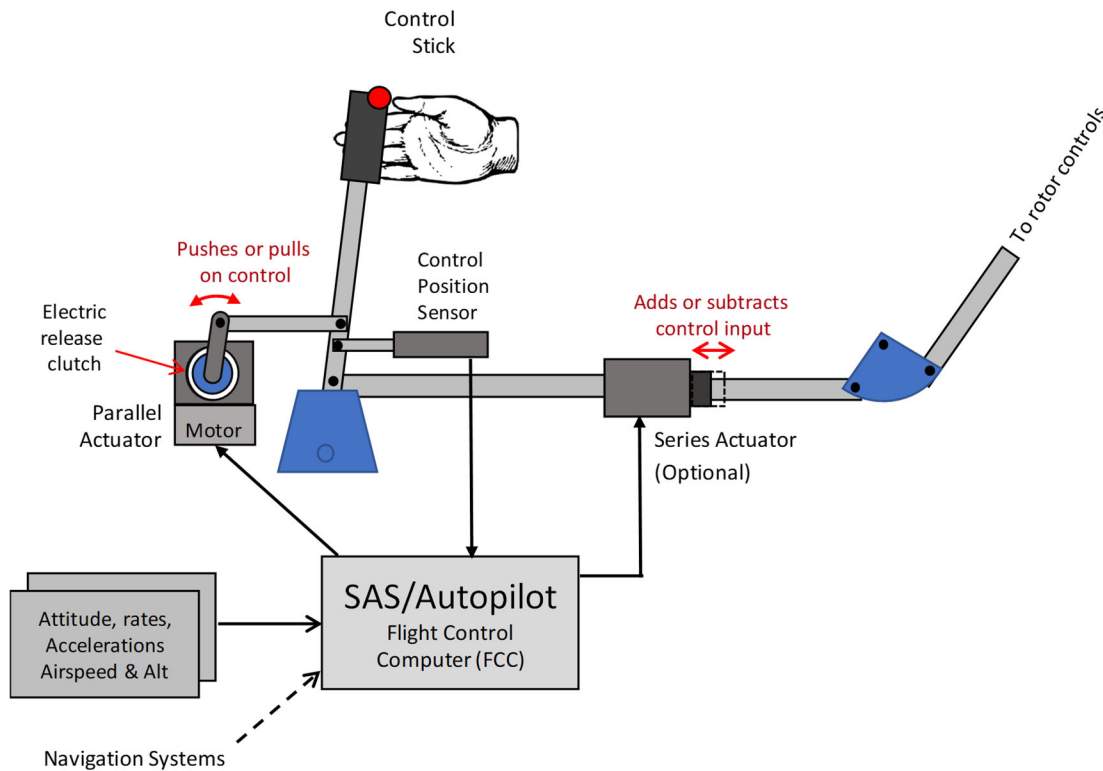 Control
Stick
Pushes or pulls
on control
Control
Position
Sensor
Electric
release
clutch
Adds or subtracts
control input
To rotor controls
Parallel
Actuator
Motor
Series Actuator
(Optional)
SAS/Autopilot
Flight Control
Computer (FCC)
Attitude, rates,
Accelerations
Airspeed & Alt
Navigation Systems